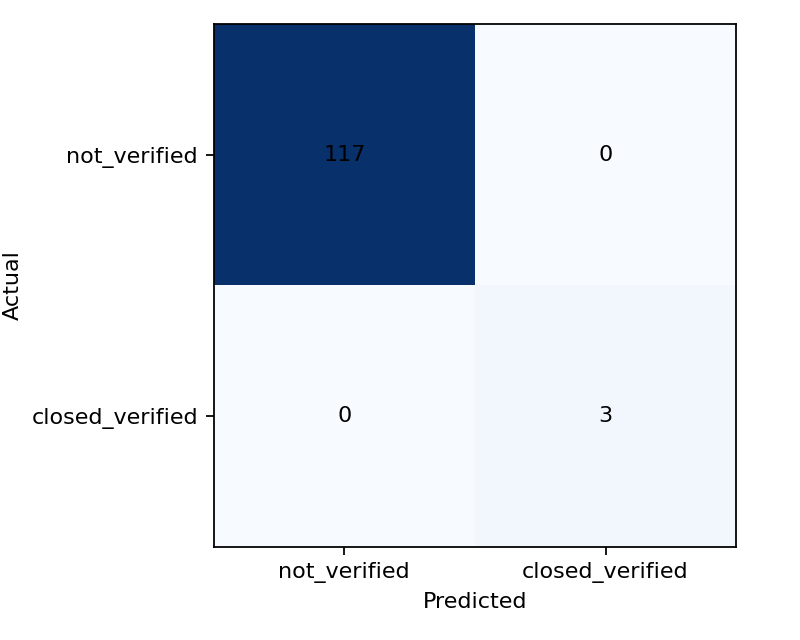 not_verified
117
0
Actual
closed_verified
0
3
not_verified
closed_verified
Predicted